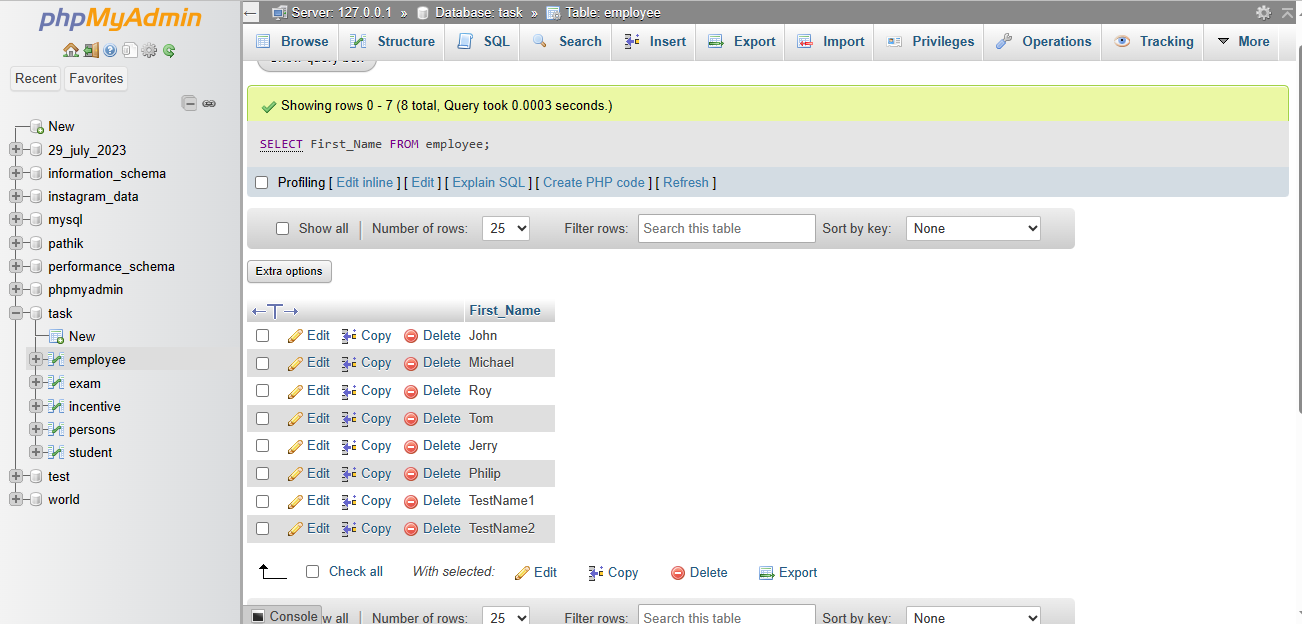 phpMyAdmin
Recent Favorites
New
29_july_2023
information_schema
instagram_data
mysql
pathik
performance_schema
phpmyadmin
task
New
employee
exam
incentive
persons
student
test
world
Server: 127.0.0.1 » Database: task » Table: employee
Browse Structure SQL Search Insert Export Import Privileges Operations Tracking More
Show query box
Showing rows 0 - 7 (8 total, Query took 0.0003 seconds.)
SELECT First_Name FROM employee;
Profiling [ Edit inline ] [ Edit ] [ Explain SQL ] [ Create PHP code ] [ Refresh ]
Show all Number of rows: 25 Filter rows: Search this table Sort by key: None
Extra options
←T→ First_Name
Edit Copy Delete John
Edit Copy Delete Michael
Edit Copy Delete Roy
Edit Copy Delete Tom
Edit Copy Delete Jerry
Edit Copy Delete Philip
Edit Copy Delete TestName1
Edit Copy Delete TestName2
Check all With selected: Edit Copy Delete Export
Console w all Number of rows: 25 Filter rows: Search this table Sort by key: None